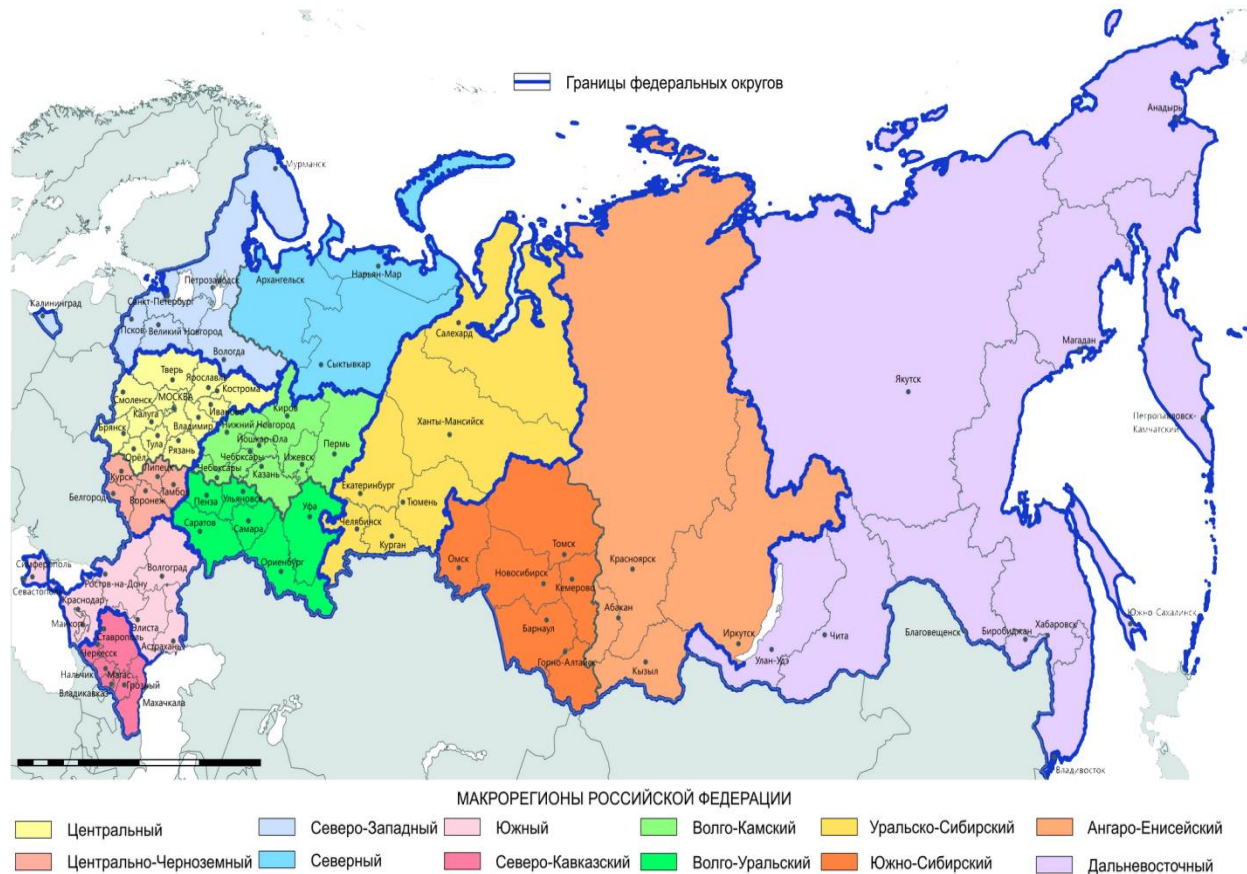 Границы федеральных округов
Анадырь
Мурманск
Архангельск
Нарьян-Мар
Калининград
Санкт-Петербург
Псков
Великий Новгород
Салехард
Магадан
Вологда
Сыктывкар
Якутск
Тверь
Ярославль
Кострома
Смоленск
МОСКВА
Иваново
Киров
Петропавловск-
Камчатский
Калуга
Владимир
Нижний Новгород
Брянск
Тула
Рязань
Йошкар-Ола
Пермь
Ханты-Мансийск
Орёл
Чебоксары
Ижевск
Липецк
Казань
Курск
Чебоксары
Тамбо
Белгород
Воронеж
Пенза
Ульяновск
Екатеринбург
Уфа
Тюмень
Саратов
Самара
Челябинск
Курган
Томск
Омск
Красноярск
Ориенбург
Новосибирск
Кемерово
Симферополь
Ростов-на-Дону
Волгоград
Севастопол
Краснодар
Абакан
Южно-Сахалинск
Майкоп
Элиста
Барнаул
Благовещенск
Биробиджан
Хабаровск
Ставрополь
Астрахань
Иркутск
Чита
Черкесск
Горно-Алтайск
Кызыл
Улан-Удэ
Нальчик
Магас
Грозный
Владикавказ
Махачкала
Владивосток
МАКРОРЕГИОНЫ РОССИЙСКОЙ ФЕДЕРАЦИИ
Центральный
Северо-Западный
Южный
Волго-Камский
Уральско-Сибирский
Ангаро-Енисейский
Центрально-Черноземный
Северный
Северо-Кавказский
Волго-Уральский
Южно-Сибирский
Дальневосточный